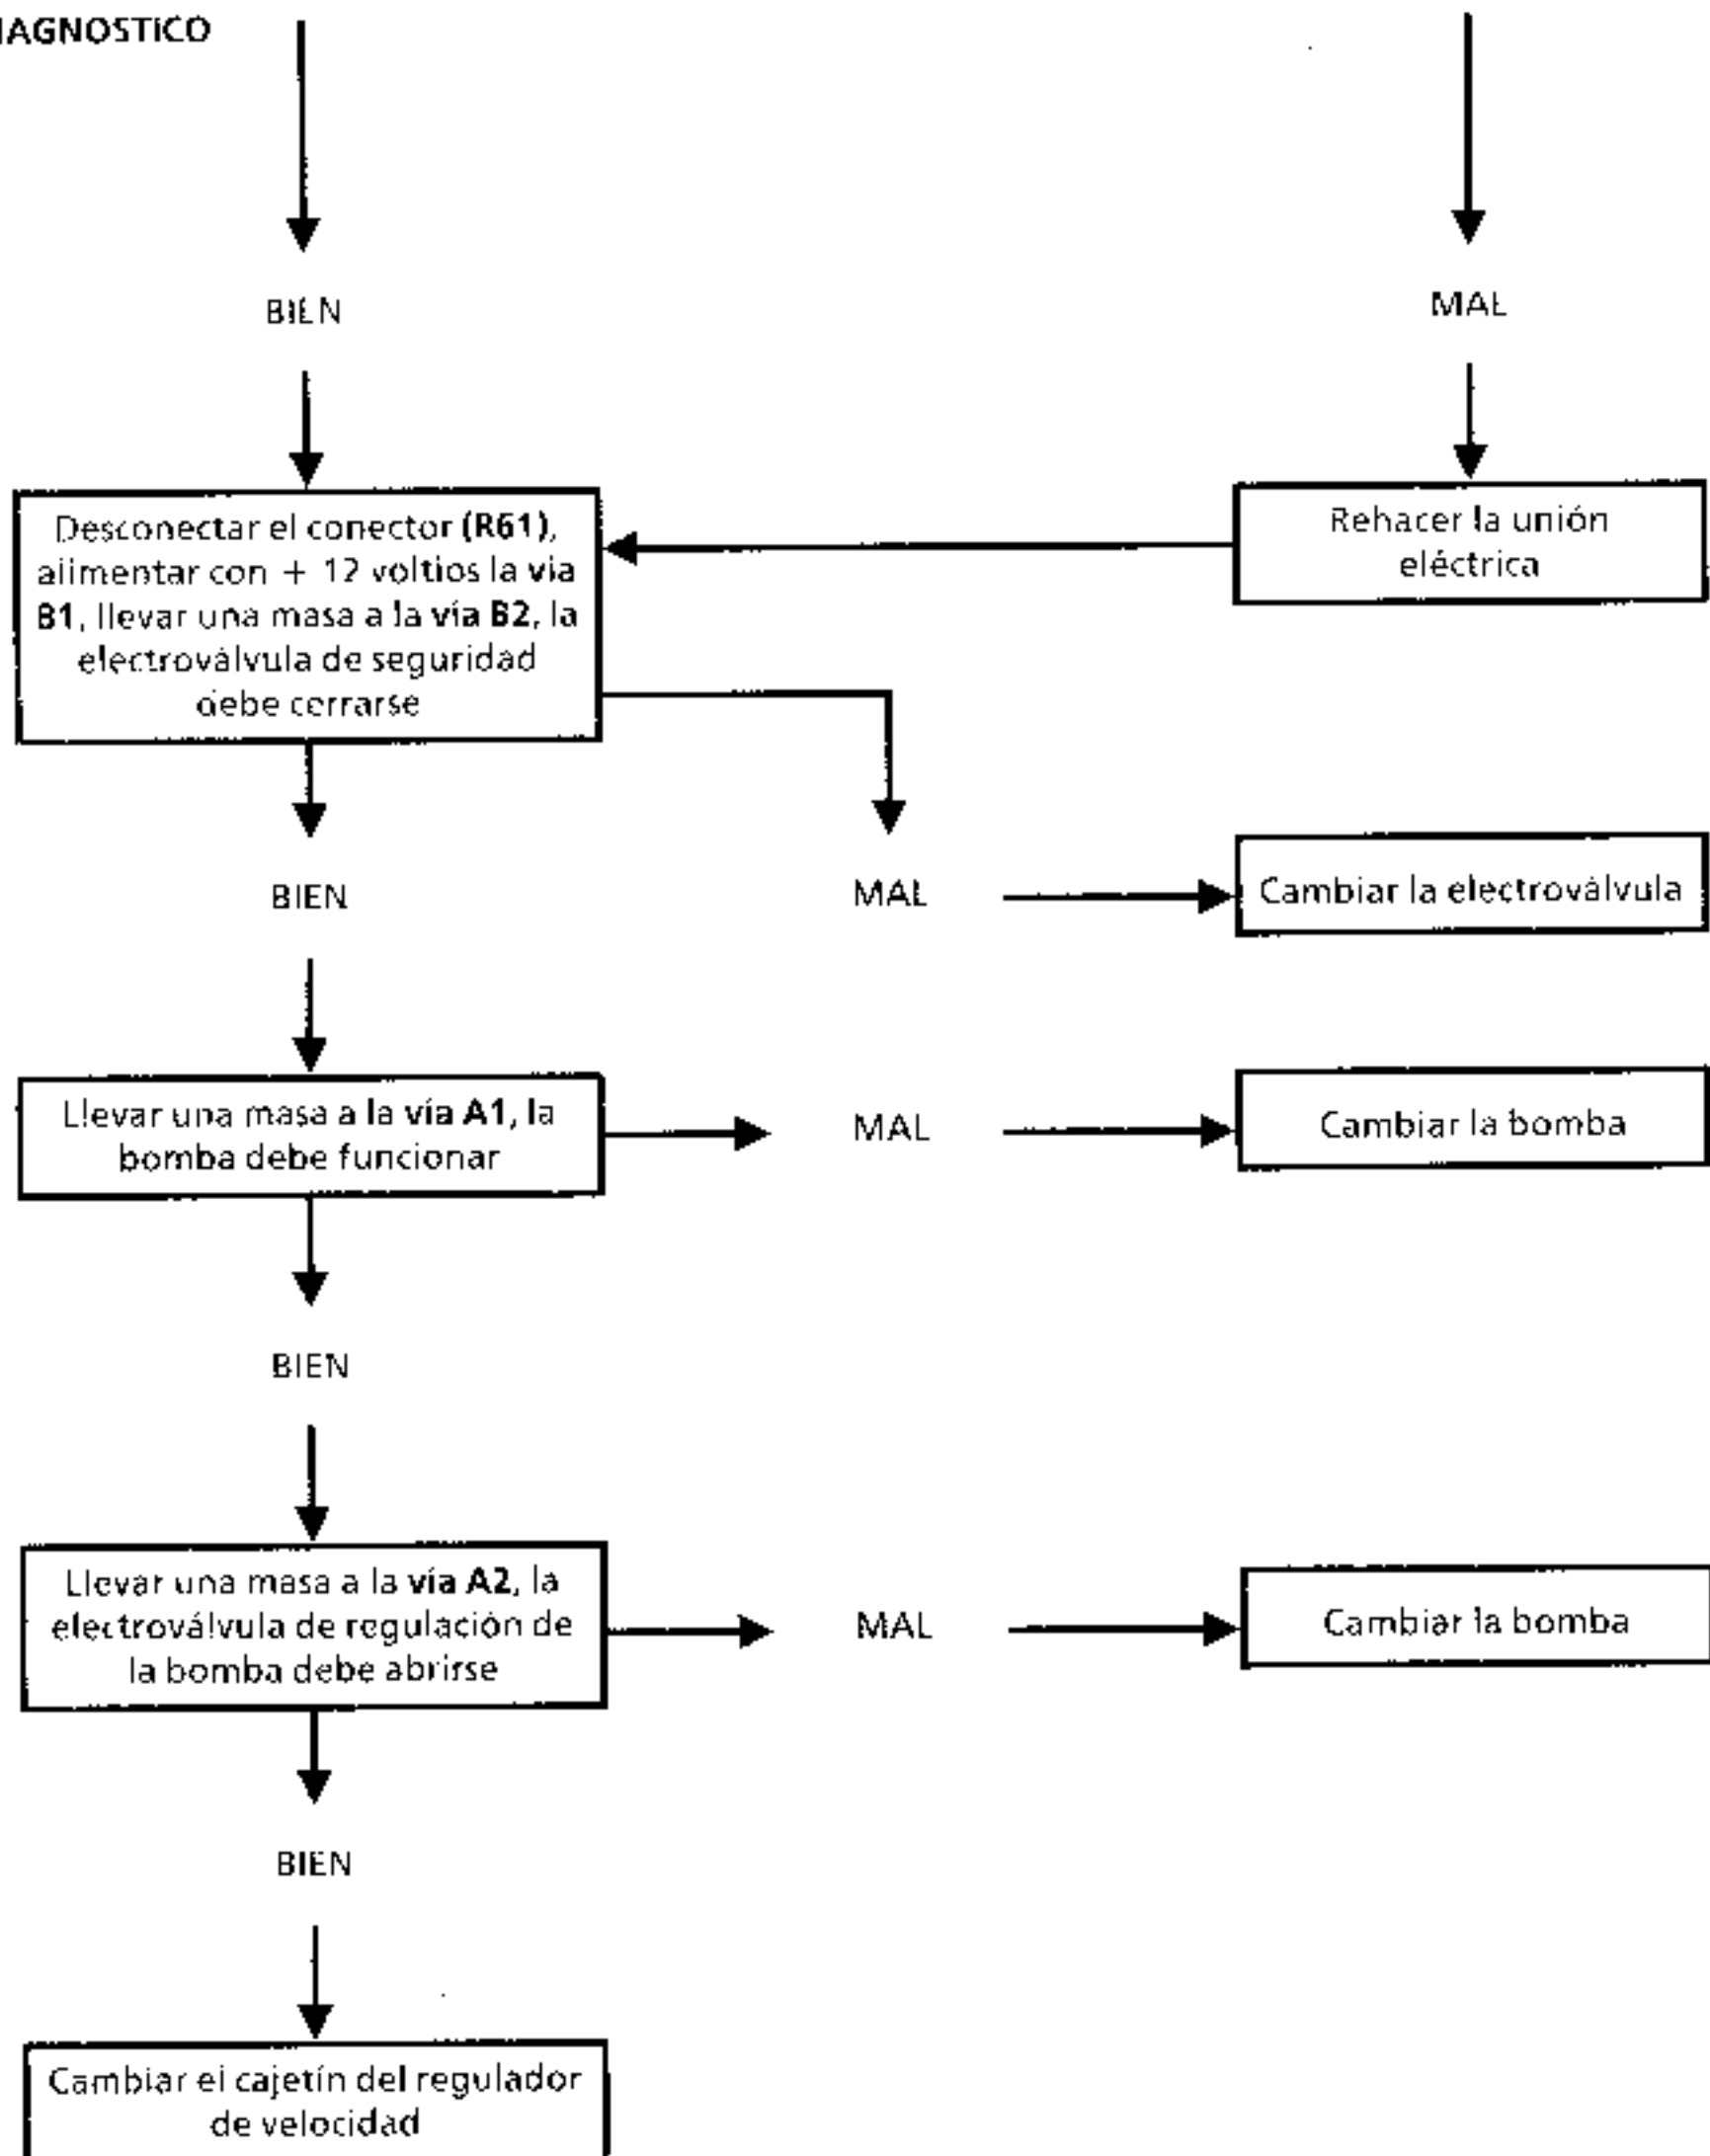 IAGNOSTICO
BIEN
MAL
Desconectar el conector (R61),
alimentar con + 12 voltios la vía
B1, llevar una masa a la vía B2, la
electroválvula de seguridad
debe cerrarse
Rehacer la unión
eléctrica
BIEN
MAL
Cambiar la electroválvula
Llevar una masa a la vía A1, la
bomba debe funcionar
MAL
Cambiar la bomba
BIEN
Llevar una masa a la vía A2, la
electroválvula de regulación de
la bomba debe abrirse
MAL
Cambiar la bomba
BIEN
Cambiar el cajetín del regulador
de velocidad